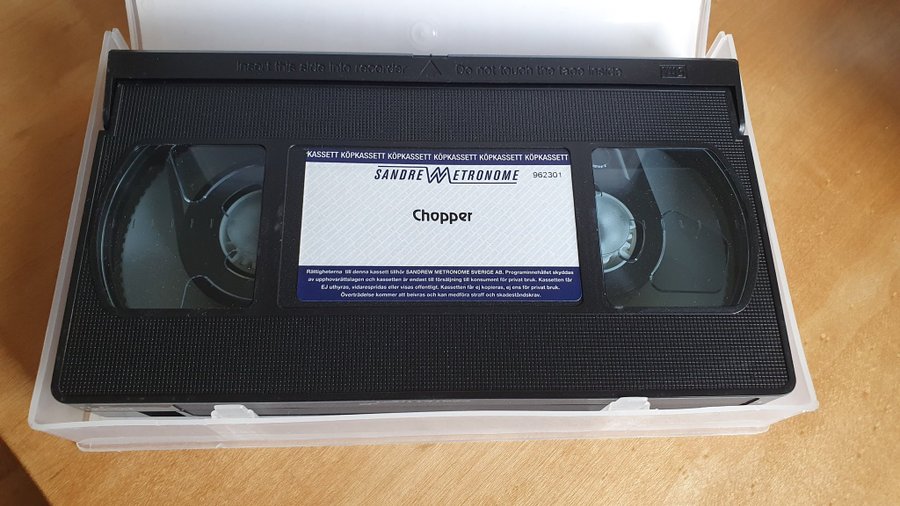 Insert this side into recorder △ Do not touch the tape inside VHS
KASSETT KÖPKASSETT KÖPKASSETT KÖPKASSETT KÖPKASSETT
SANDREW METRONOME 962301
Chopper
Rättigheterna till denna kassett tillhör SANDREW METRONOME SVERIGE AB. Programinnehållet skyddas
av upphovsrättslagen och kassetten är endast till försäljning till konsument för privat bruk. Kassetten får
EJ uthyras, vidarespridas eller visas offentligt. Kassetten får ej kopieras, ej ens för privat bruk.
Överträdelse kommer att beivras och kan medföra straff och skadeståndskrav.